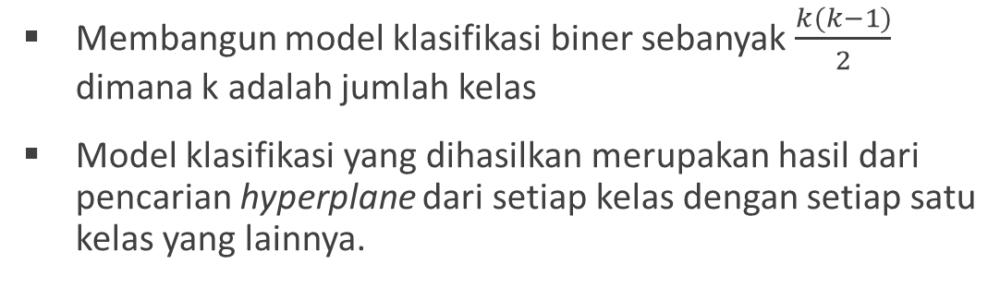 ▪ Membangun model klasifikasi biner sebanyak \frac{k(k-1)}{2}
dimana k adalah jumlah kelas
▪ Model klasifikasi yang dihasilkan merupakan hasil dari
pencarian hyperplane dari setiap kelas dengan setiap satu
kelas yang lainnya.